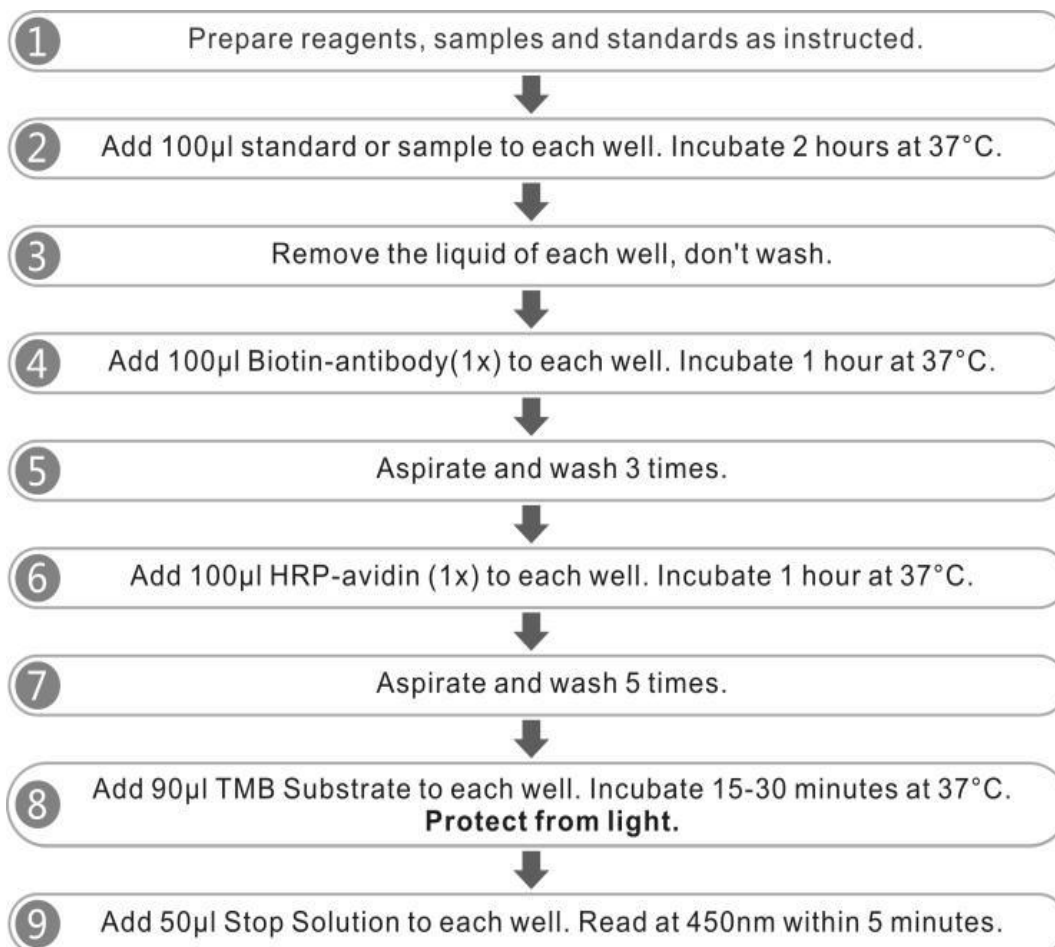 1 Prepare reagents, samples and standards as instructed.
2 Add 100µl standard or sample to each well. Incubate 2 hours at 37°C.
3 Remove the liquid of each well, don't wash.
4 Add 100µl Biotin-antibody(1x) to each well. Incubate 1 hour at 37°C.
5 Aspirate and wash 3 times.
6 Add 100µl HRP-avidin (1x) to each well. Incubate 1 hour at 37°C.
7 Aspirate and wash 5 times.
8 Add 90µl TMB Substrate to each well. Incubate 15-30 minutes at 37°C.
Protect from light.
9 Add 50µl Stop Solution to each well. Read at 450nm within 5 minutes.